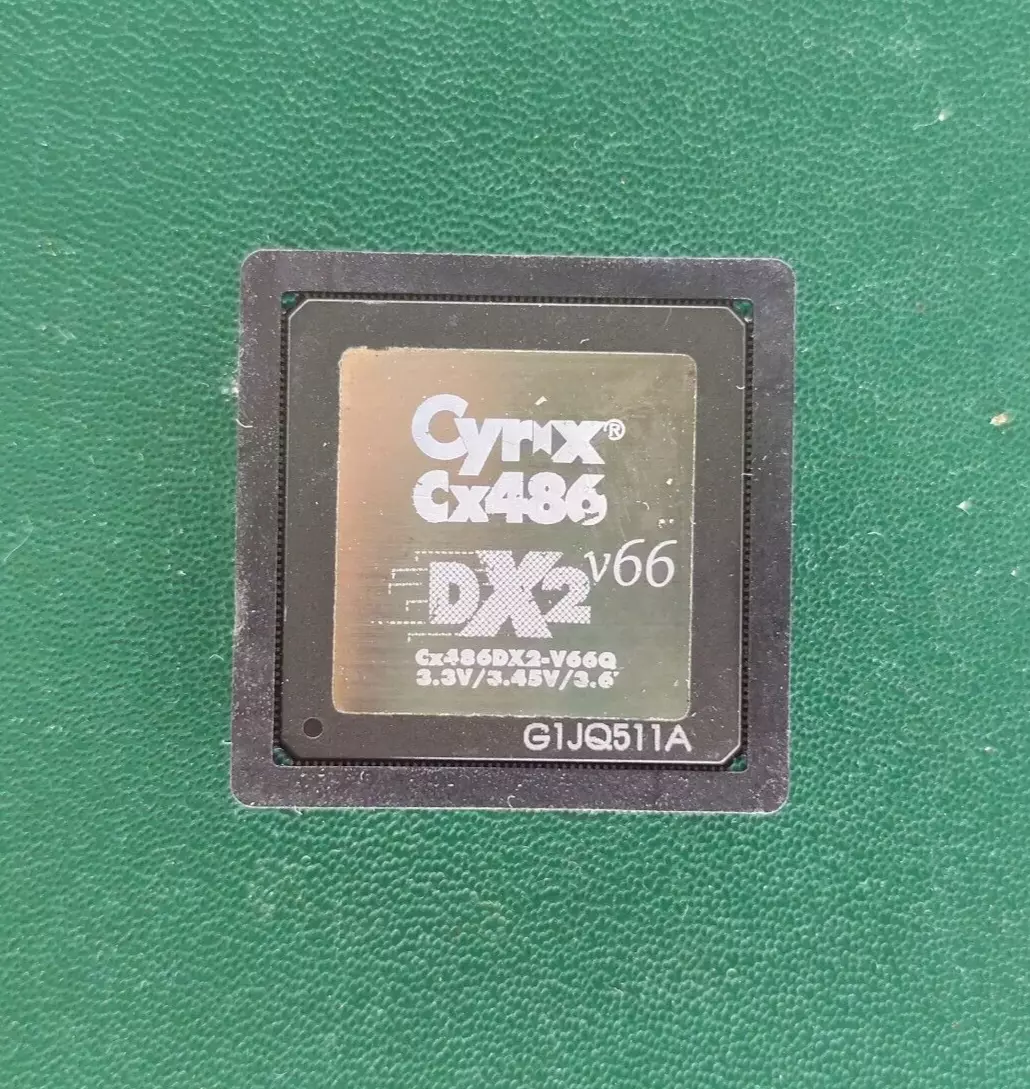 Cyrix®
Cx486
DX2 v66
Cx486DX2-V66Q
3.3V/3.45V/3.6
G1JQ511A